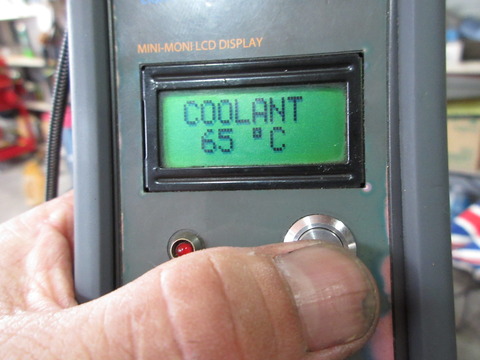 MINI-MONI LCD DISPLAY
COOLANT
65 °C